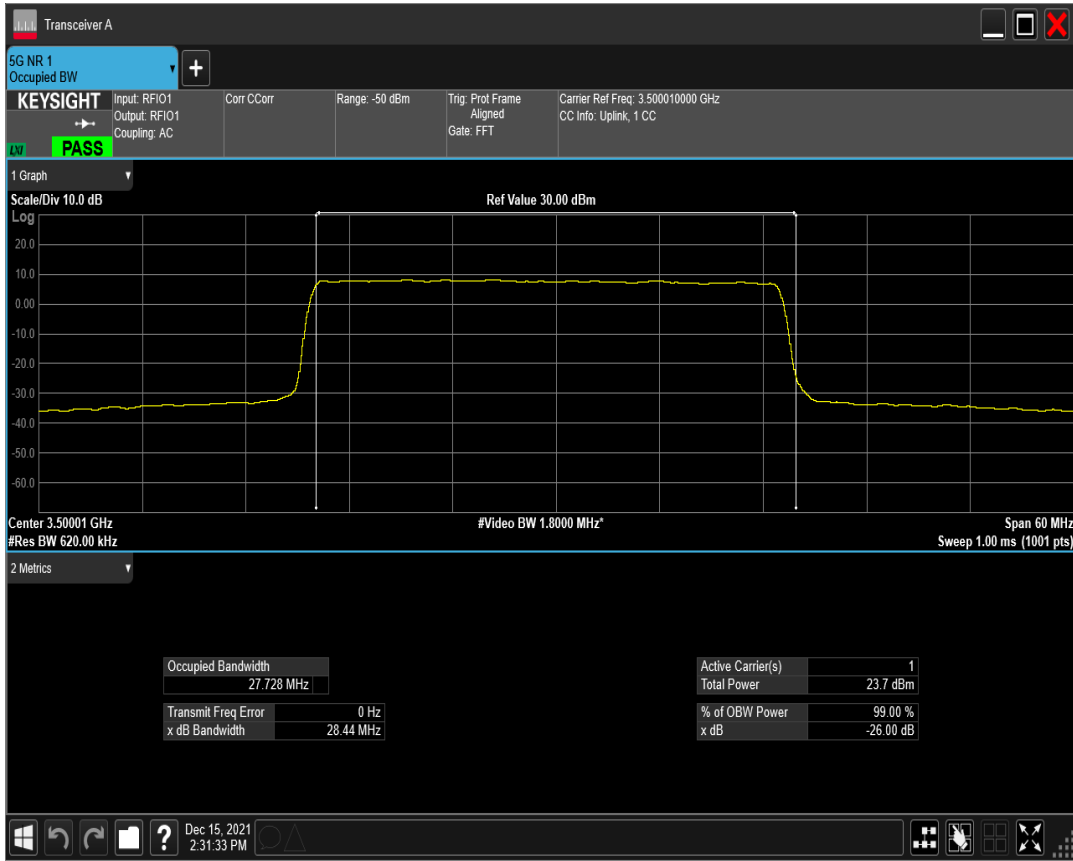 Transceiver A
5G NR 1
Occupied BW
+
KEYSIGHT
Input: RFIO1
Output: RFIO1
Coupling: AC
Corr CCorr
Range: -50 dBm
Trig: Prot Frame
Aligned
Gate: FFT
Carrier Ref Freq: 3.500010000 GHz
CC Info: Uplink, 1 CC
LXI
PASS
1 Graph
Scale/Div 10.0 dB
Ref Value 30.00 dBm
Log
20.0
10.0
0.00
-10.0
-20.0
-30.0
-40.0
-50.0
-60.0
Center 3.50001 GHz
#Video BW 1.8000 MHz*
Span 60 MHz
#Res BW 620.00 kHz
Sweep 1.00 ms (1001 pts)
2 Metrics
Occupied Bandwidth
27.728 MHz
Transmit Freq Error 0 Hz
x dB Bandwidth 28.44 MHz
Active Carrier(s) 1
Total Power 23.7 dBm
% of OBW Power 99.00 %
x dB -26.00 dB
?
Dec 15, 2021
2:31:33 PM